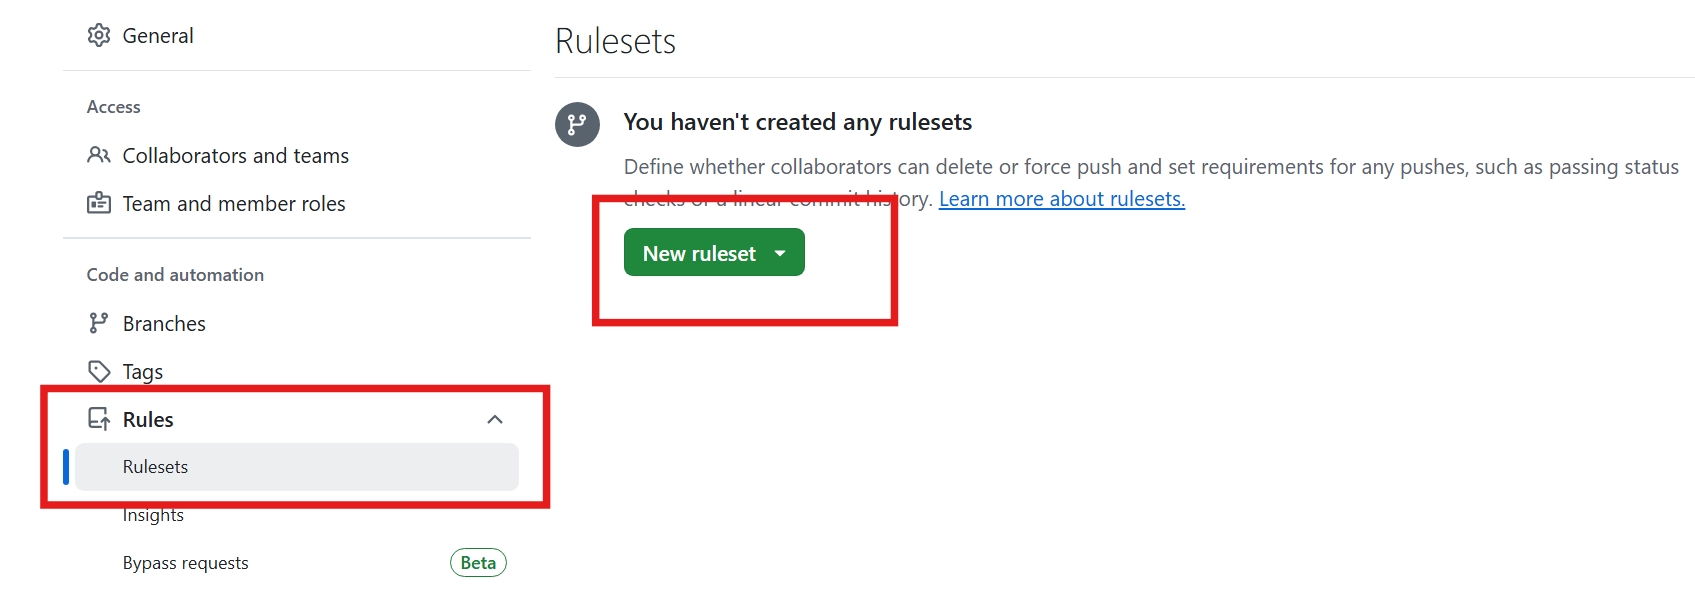 General
Access
Collaborators and teams
Team and member roles
Code and automation
Branches
Tags
Rules
Rulesets
Insights
Bypass requests Beta
Rulesets
You haven't created any rulesets
Define whether collaborators can delete or force push and set requirements for any pushes, such as passing status
checks or a linear commit history. Learn more about rulesets.
New ruleset